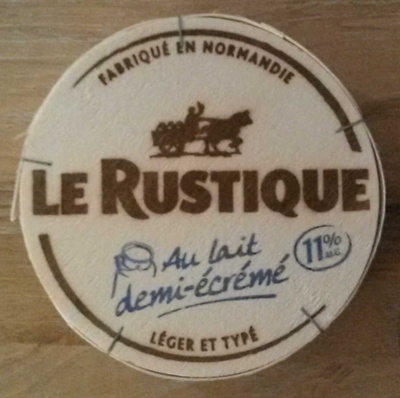 FABRIQUÉ EN NORMANDIE
LE RUSTIQUE
Au lait
demi-écrémé
11%
M.G.
LÉGER ET TYPÉ